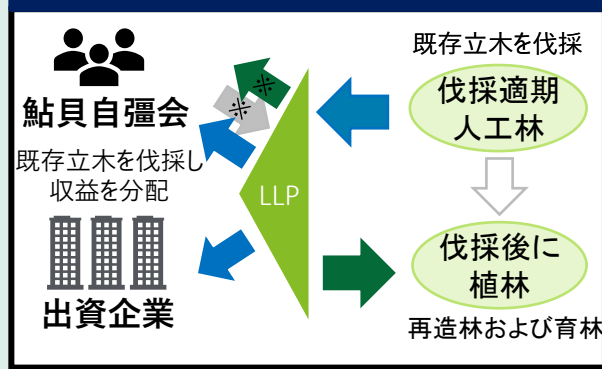 既存立木を伐採
鮎貝自彊会
既存立木を伐採し
収益を分配
出資企業
※
※
LLP
伐採適期
人工林
伐採後に
植林
再造林および育林